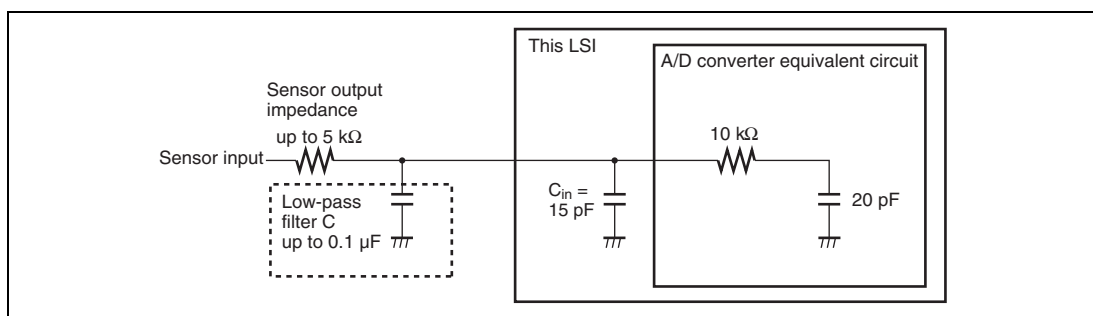 This LSI
A/D converter equivalent circuit
Sensor output
impedance
up to 5 kΩ
Sensor input
10 kΩ
Low-pass
filter C
up to 0.1 µF
Cin =
15 pF
20 pF